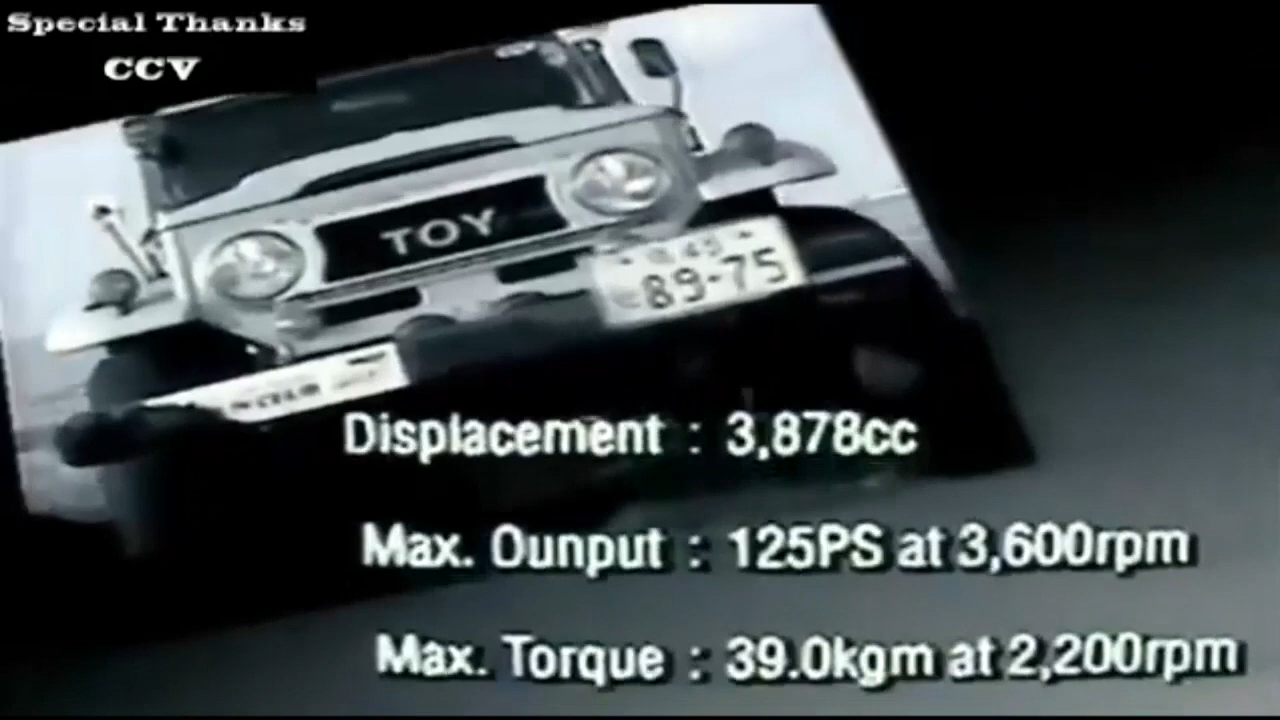 Special Thanks
CCV
TOY
89-75
Displacement : 3,878cc
Max. Ounput : 125PS at 3,600rpm
Max. Torque : 39.0kgm at 2,200rpm